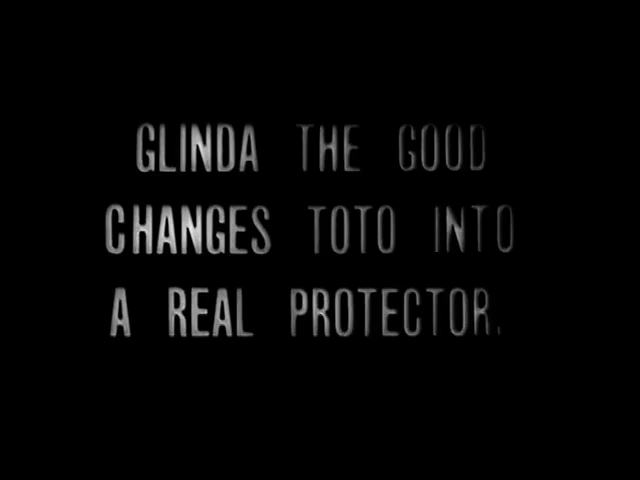 GLINDA THE GOOD
CHANGES TOTO INTO
A REAL PROTECTOR.